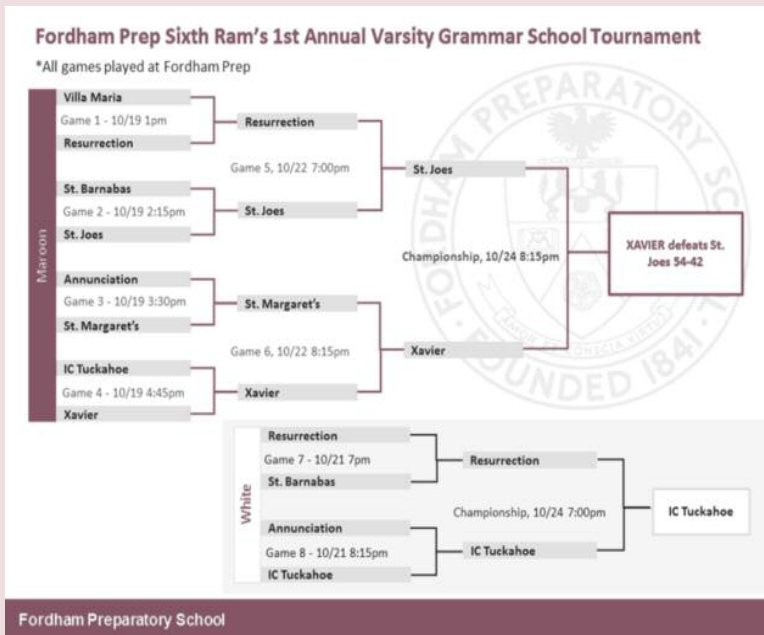 Fordham Prep Sixth Ram's 1st Annual Varsity Grammar School Tournament
*All games played at Fordham Prep
Maroon
Villa Maria
Game 1 - 10/19 1pm
Resurrection
St. Barnabas
Game 2 - 10/19 2:15pm
St. Joes
Annunciation
Game 3 - 10/19 3:30pm
St. Margaret's
IC Tuckahoe
Game 4 - 10/19 4:45pm
Xavier
Resurrection
Game 5, 10/22 7:00pm
St. Joes
St. Margaret's
Game 6, 10/22 8:15pm
Xavier
St. Joes
Championship, 10/24 8:15pm
Xavier
XAVIER defeats St.
Joes 54-42
White
Resurrection
Game 7 - 10/21 7pm
St. Barnabas
Annunciation
Game 8 - 10/21 8:15pm
IC Tuckahoe
Resurrection
Championship, 10/24 7:00pm
IC Tuckahoe
IC Tuckahoe
FORDHAM PREPARATORY SC
FOUNDED 1841
Fordham Preparatory School